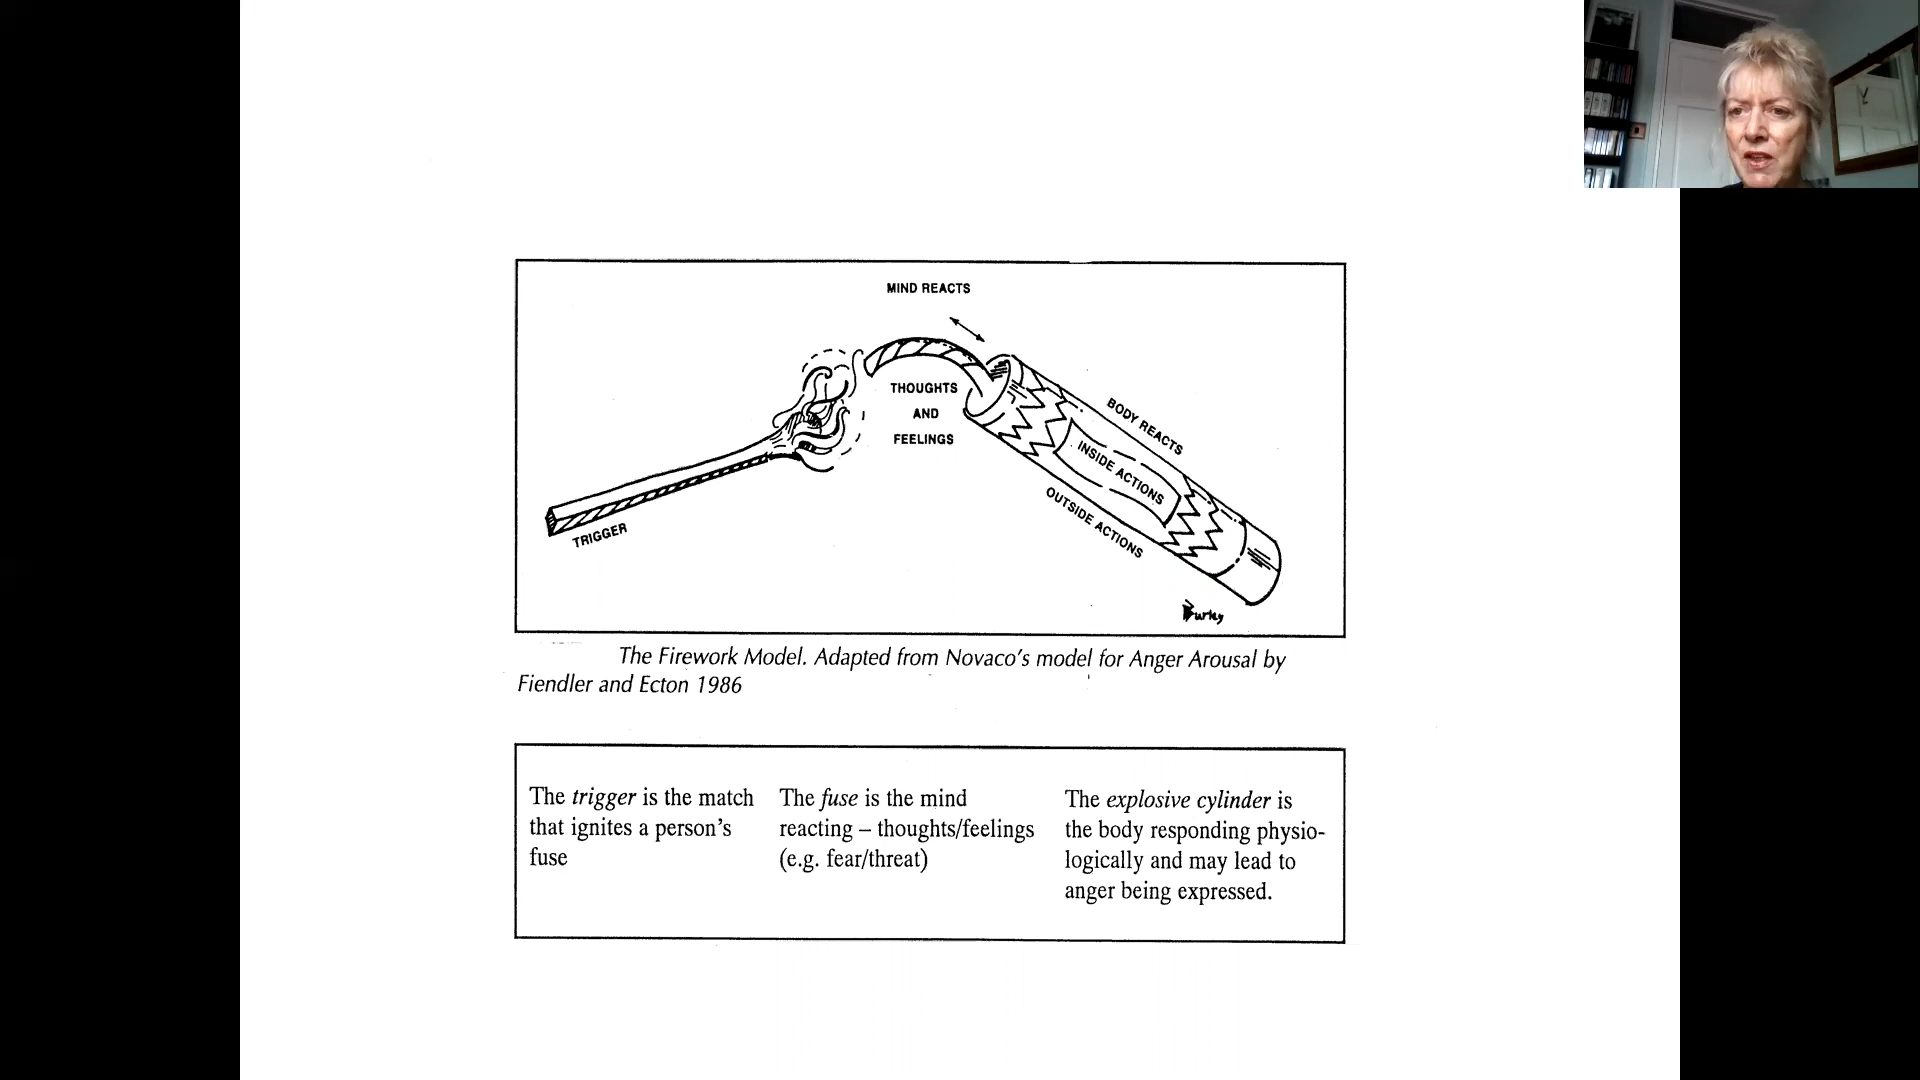 MIND REACTS
THOUGHTS
AND
FEELINGS
BODY REACTS
INSIDE ACTIONS
OUTSIDE ACTIONS
TRIGGER
Burley
The Firework Model. Adapted from Novaco's model for Anger Arousal by
Fiendler and Ecton 1986
The trigger is the match
that ignites a person's
fuse
The fuse is the mind
reacting – thoughts/feelings
(e.g. fear/threat)
The explosive cylinder is
the body responding physio-
logically and may lead to
anger being expressed.